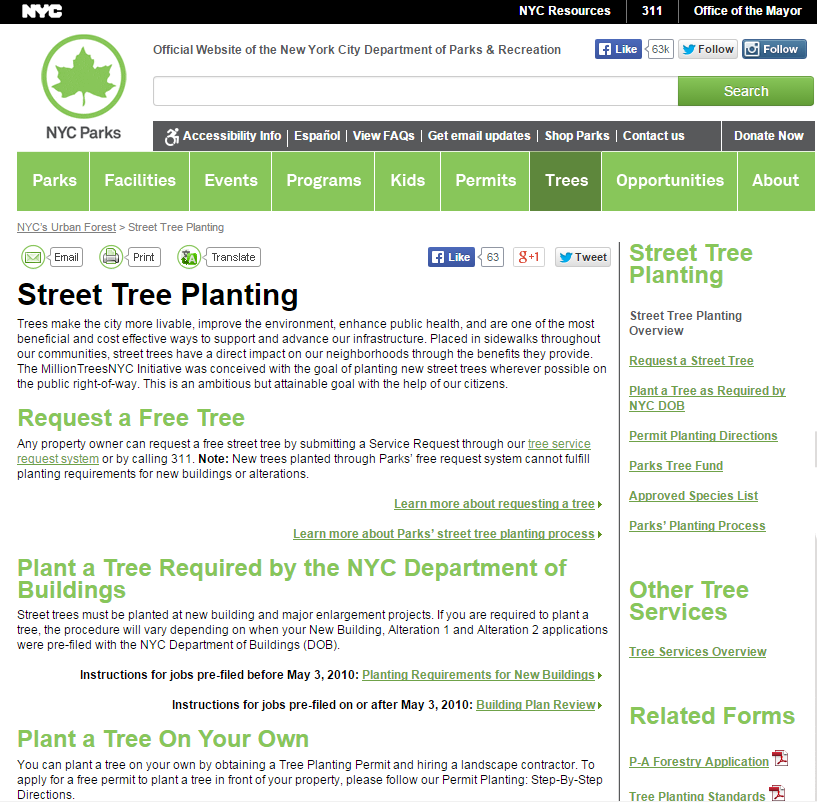 NYC
NYC Resources 311 Office of the Mayor
Official Website of the New York City Department of Parks & Recreation
Like 63k Follow Follow
Search
NYC Parks
Accessibility Info Español View FAQs Get email updates Shop Parks Contact us Donate Now
Parks Facilities Events Programs Kids Permits Trees Opportunities About
NYC's Urban Forest > Street Tree Planting
Email Print Translate Like 63 g+1 Tweet
Street Tree Planting
Trees make the city more livable, improve the environment, enhance public health, and are one of the most
beneficial and cost effective ways to support and advance our infrastructure. Placed in sidewalks throughout
our communities, street trees have a direct impact on our neighborhoods through the benefits they provide.
The MillionTreesNYC Initiative was conceived with the goal of planting new street trees wherever possible on
the public right-of-way. This is an ambitious but attainable goal with the help of our citizens.
Request a Free Tree
Any property owner can request a free street tree by submitting a Service Request through our tree service
request system or by calling 311. Note: New trees planted through Parks' free request system cannot fulfill
planting requirements for new buildings or alterations.
Learn more about requesting a tree
Learn more about Parks' street tree planting process
Plant a Tree Required by the NYC Department of
Buildings
Street trees must be planted at new building and major enlargement projects. If you are required to plant a
tree, the procedure will vary depending on when your New Building, Alteration 1 and Alteration 2 applications
were pre-filed with the NYC Department of Buildings (DOB).
Instructions for jobs pre-filed before May 3, 2010: Planting Requirements for New Buildings
Instructions for jobs pre-filed on or after May 3, 2010: Building Plan Review
Plant a Tree On Your Own
You can plant a tree on your own by obtaining a Tree Planting Permit and hiring a landscape contractor. To
apply for a free permit to plant a tree in front of your property, please follow our Permit Planting: Step-By-Step
Directions.
Street Tree
Planting
Street Tree Planting
Overview
Request a Street Tree
Plant a Tree as Required by
NYC DOB
Permit Planting Directions
Parks Tree Fund
Approved Species List
Parks' Planting Process
Other Tree
Services
Tree Services Overview
Related Forms
P-A Forestry Application
Tree Planting Standards